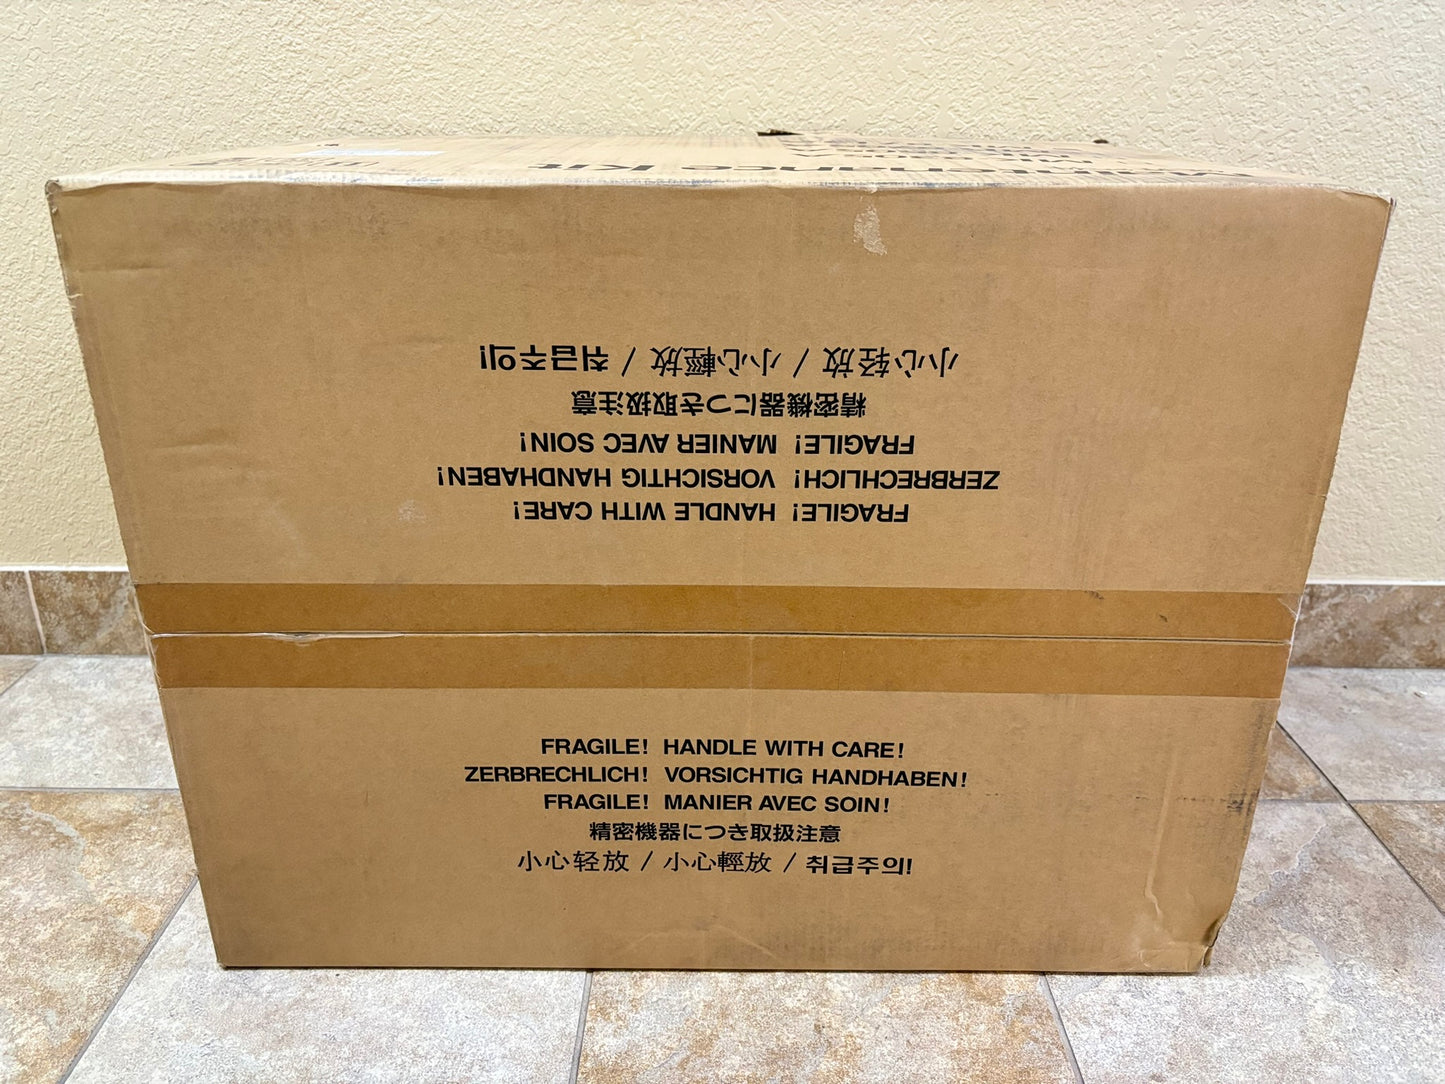 Maintenance Kit
小心轻放 / 小心輕放 / 취급주의!
精密機器につき取扱注意
FRAGILE! MANIER AVEC SOIN!
ZERBRECHLICH! VORSICHTIG HANDHABEN!
FRAGILE! HANDLE WITH CARE!
FRAGILE! HANDLE WITH CARE!
ZERBRECHLICH! VORSICHTIG HANDHABEN!
FRAGILE! MANIER AVEC SOIN!
精密機器につき取扱注意
小心轻放 / 小心輕放 / 취급주의!